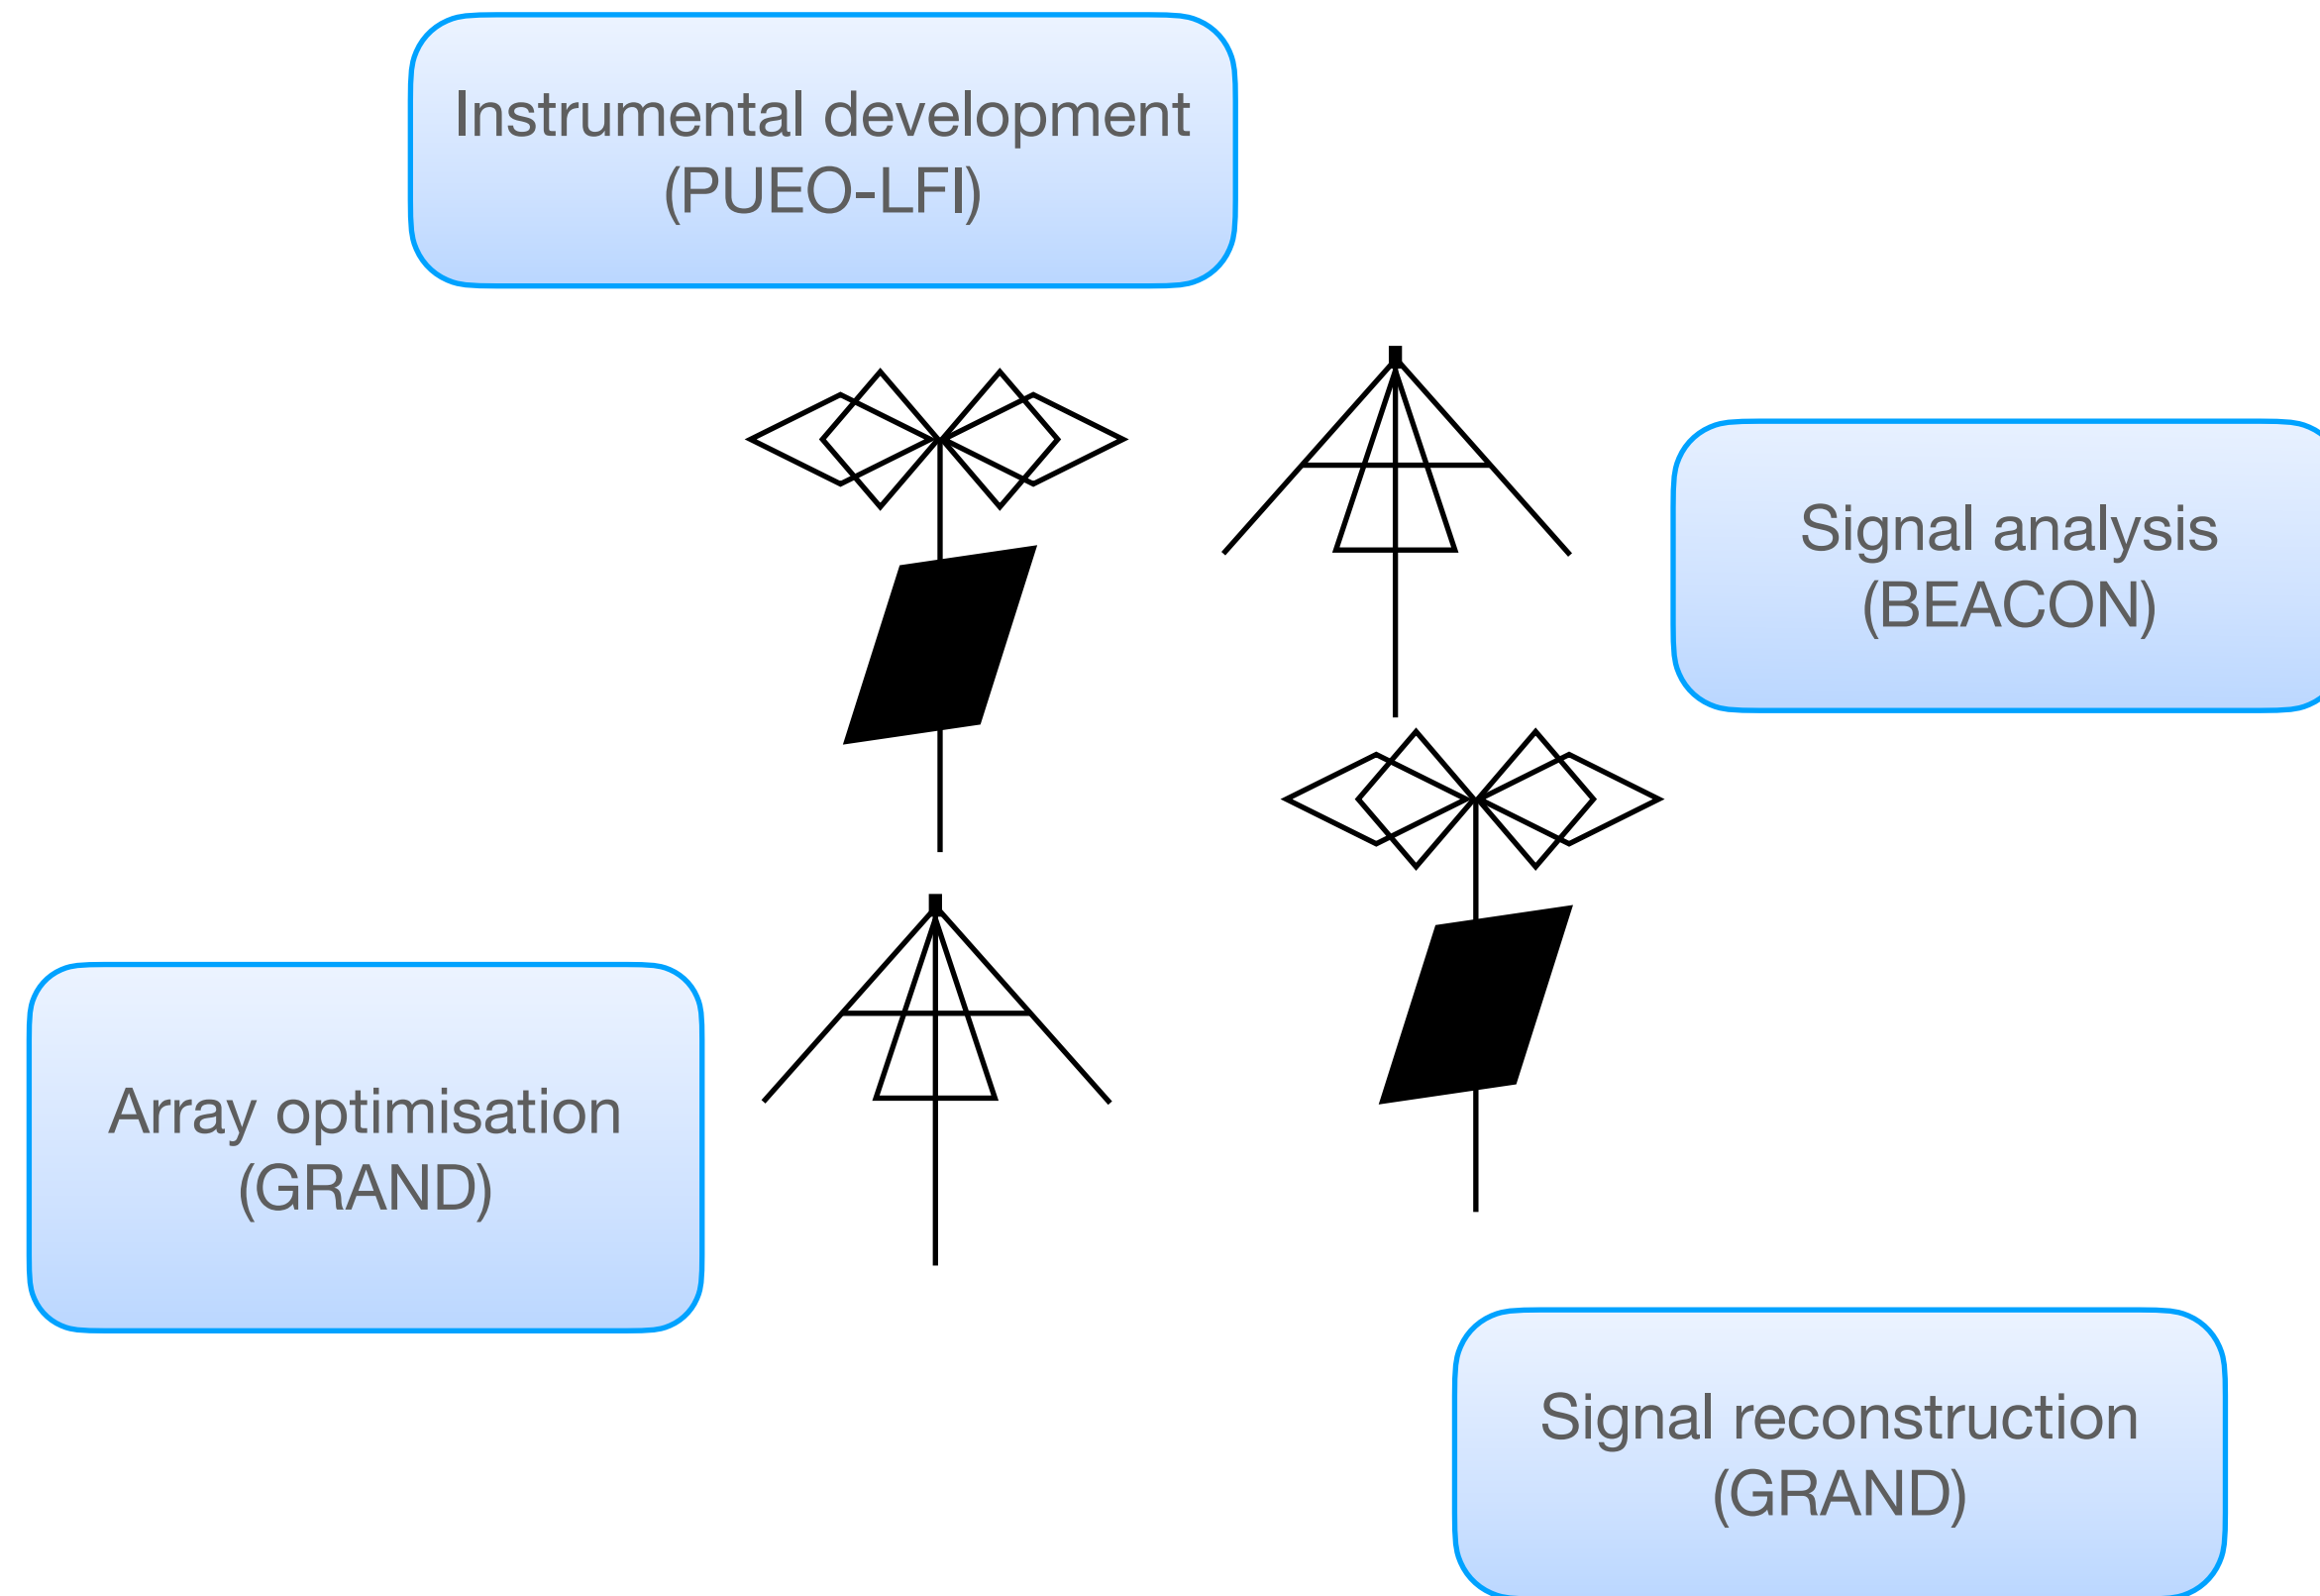 Instrumental development
(PUEO-LFI)
Signal analysis
(BEACON)
Array optimisation
(GRAND)
Signal reconstruction
(GRAND)